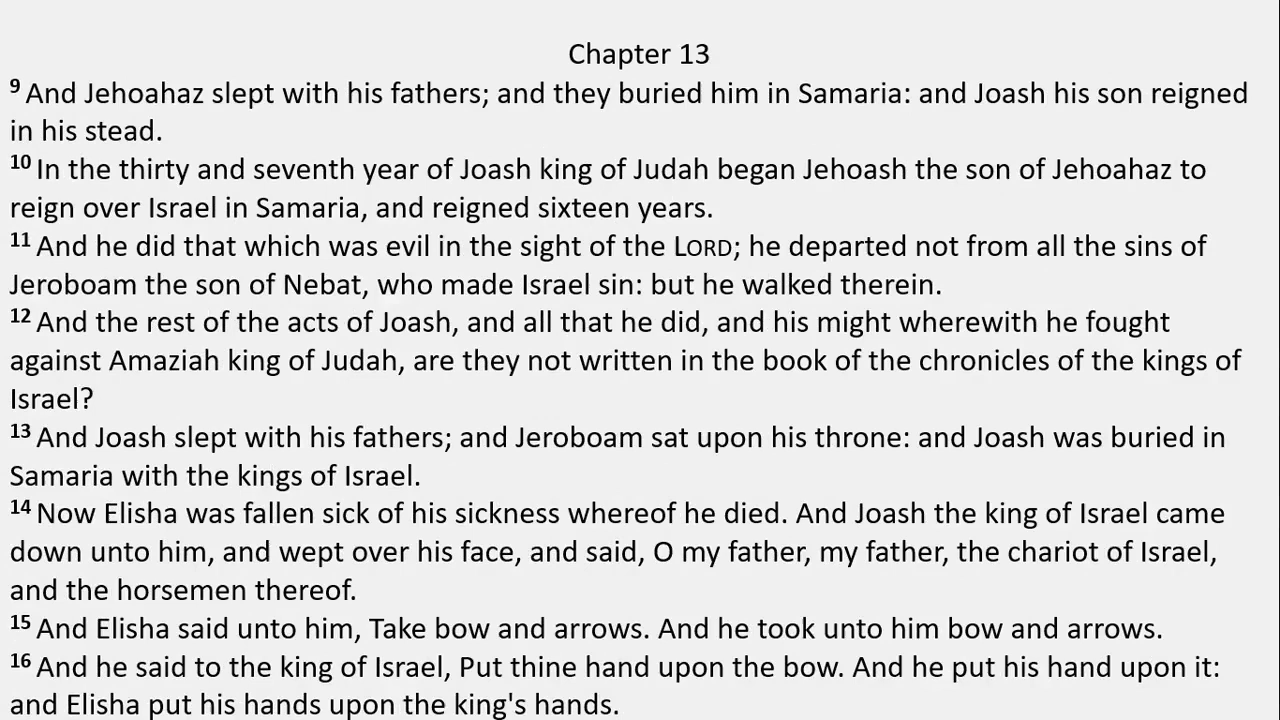 Chapter 13
9 And Jehoahaz slept with his fathers; and they buried him in Samaria: and Joash his son reigned
in his stead.
10 In the thirty and seventh year of Joash king of Judah began Jehoash the son of Jehoahaz to
reign over Israel in Samaria, and reigned sixteen years.
11 And he did that which was evil in the sight of the LORD; he departed not from all the sins of
Jeroboam the son of Nebat, who made Israel sin: but he walked therein.
12 And the rest of the acts of Joash, and all that he did, and his might wherewith he fought
against Amaziah king of Judah, are they not written in the book of the chronicles of the kings of
Israel?
13 And Joash slept with his fathers; and Jeroboam sat upon his throne: and Joash was buried in
Samaria with the kings of Israel.
14 Now Elisha was fallen sick of his sickness whereof he died. And Joash the king of Israel came
down unto him, and wept over his face, and said, O my father, my father, the chariot of Israel,
and the horsemen thereof.
15 And Elisha said unto him, Take bow and arrows. And he took unto him bow and arrows.
16 And he said to the king of Israel, Put thine hand upon the bow. And he put his hand upon it:
and Elisha put his hands upon the king's hands.